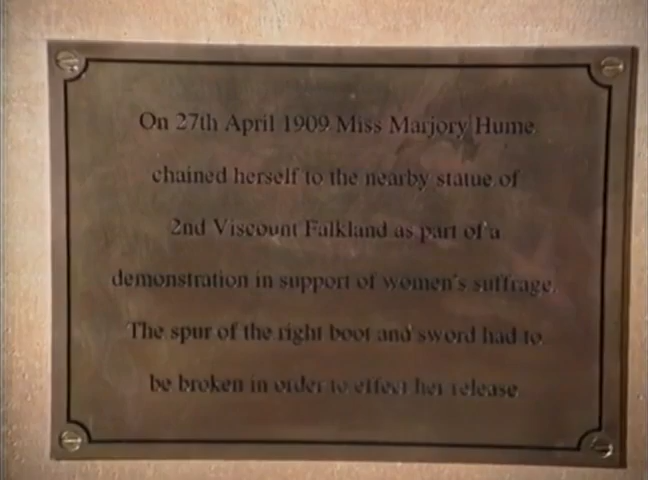 On 27th April 1909 Miss Marjory Hume
chained herself to the nearby statue of
2nd Viscount Falkland as part of a
demonstration in support of women's suffrage.
The spur of the right boot and sword had to
be broken in order to effect her release